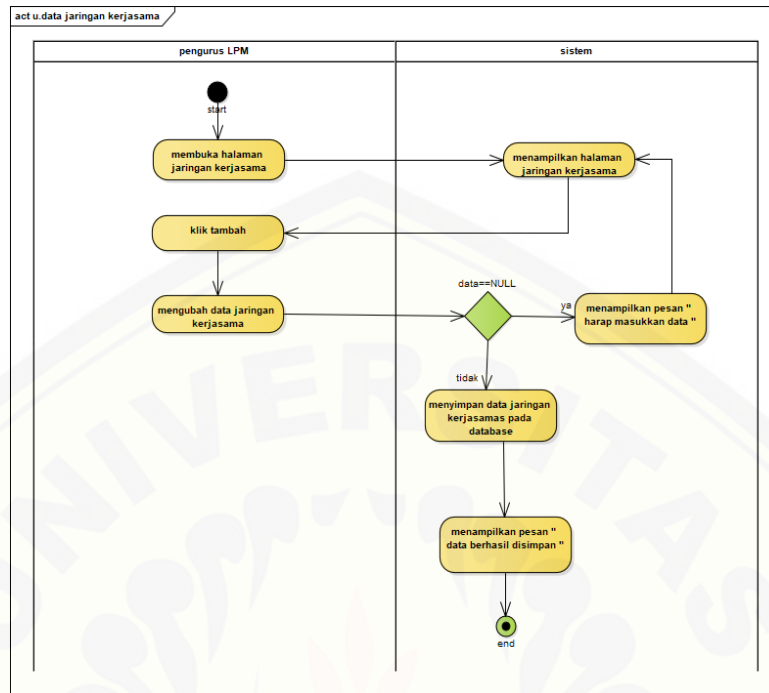 act u.data jaringan kerjasama
pengurus LPM
sistem
start
membuka halaman
jaringan kerjasama
menampilkan halaman
jaringan kerjasama
klik tambah
data==NULL
mengubah data jaringan
kerjasama
ya
menampilkan pesan "
harap masukkan data "
tidak
menyimpan data jaringan
kerjasamas pada
database
menampilkan pesan "
data berhasil disimpan "
end
UNIVERSITAS